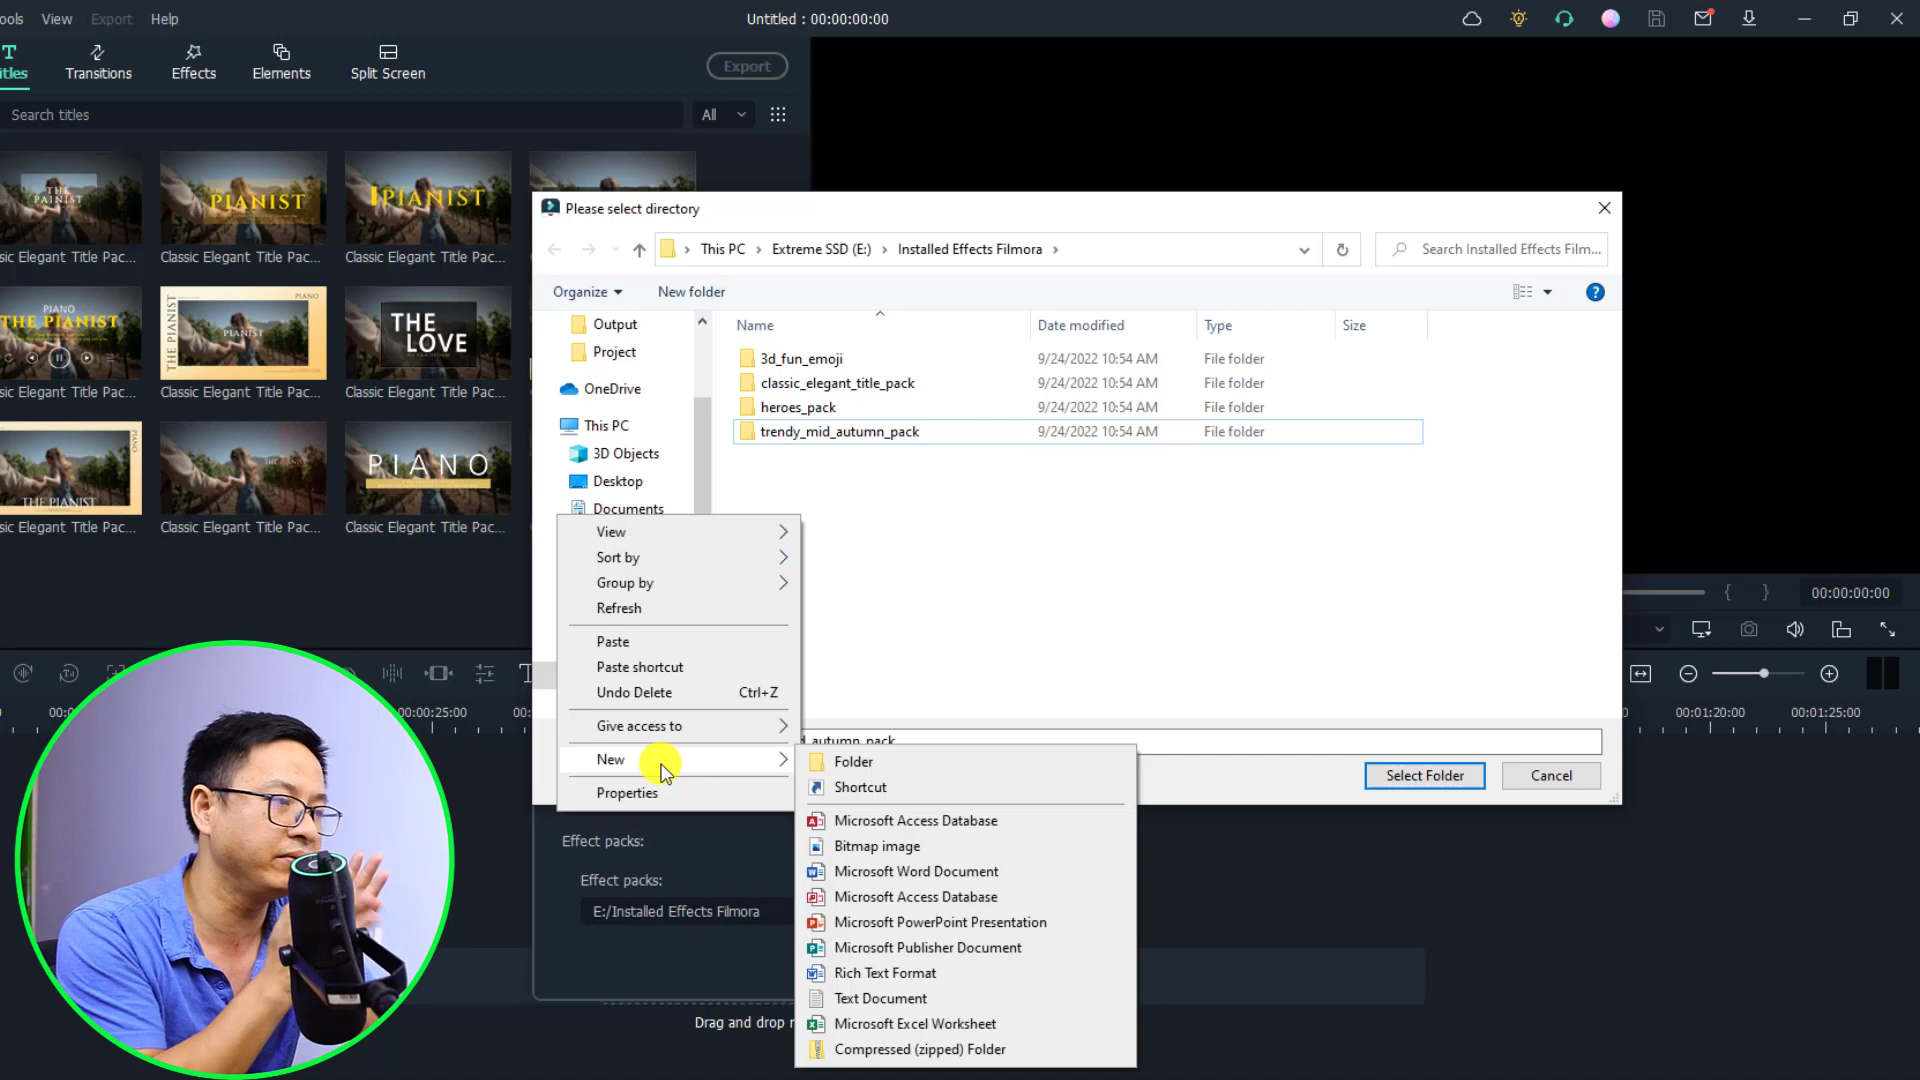 ools View Export Help
Untitled : 00:00:00:00
Titles Transitions Effects Elements Split Screen Export
Search titles All
THE PAINIST
PIANIST
PIANIST
sic Elegant Title Pac... Classic Elegant Title Pac... Classic Elegant Title Pac...
PIANO
THE PIANIST
THE PIANIST PIANIST PIANO
THE LOVE
sic Elegant Title Pac... Classic Elegant Title Pac... Classic Elegant Title Pac...
PIANO
THE PIANIST
PIANO
sic Elegant Title Pac... Classic Elegant Title Pac... Classic Elegant Title Pac...
Please select directory
This PC > Extreme SSD (E:) > Installed Effects Filmora >
Search Installed Effects Film...
Organize New folder
Name Date modified Type Size
Output
Project
OneDrive
This PC
3D Objects
Desktop
Documents
3d_fun_emoji 9/24/2022 10:54 AM File folder
classic_elegant_title_pack 9/24/2022 10:54 AM File folder
heroes_pack 9/24/2022 10:54 AM File folder
trendy_mid_autumn_pack 9/24/2022 10:54 AM File folder
View
Sort by
Group by
Refresh
Paste
Paste shortcut
Undo Delete Ctrl+Z
Give access to
New
Properties
d_autumn_pack
Select Folder Cancel
Folder
Shortcut
Microsoft Access Database
Bitmap image
Microsoft Word Document
Microsoft Access Database
Microsoft PowerPoint Presentation
Microsoft Publisher Document
Rich Text Format
Text Document
Microsoft Excel Worksheet
Compressed (zipped) Folder
Effect packs:
Effect packs:
E:/Installed Effects Filmora
Drag and drop
{ } 00:00:00:00
00:00:25:00
00:01:20:00 00:01:25:00